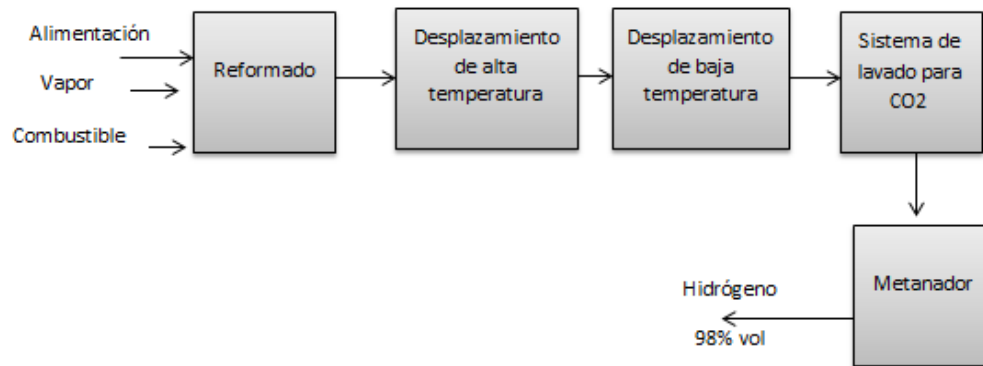 Alimentación
Vapor
Combustible
Reformado
Desplazamiento
de alta
temperatura
Desplazamiento
de baja
temperatura
Sistema de
lavado para
CO2
Metanador
Hidrógeno
98% vol